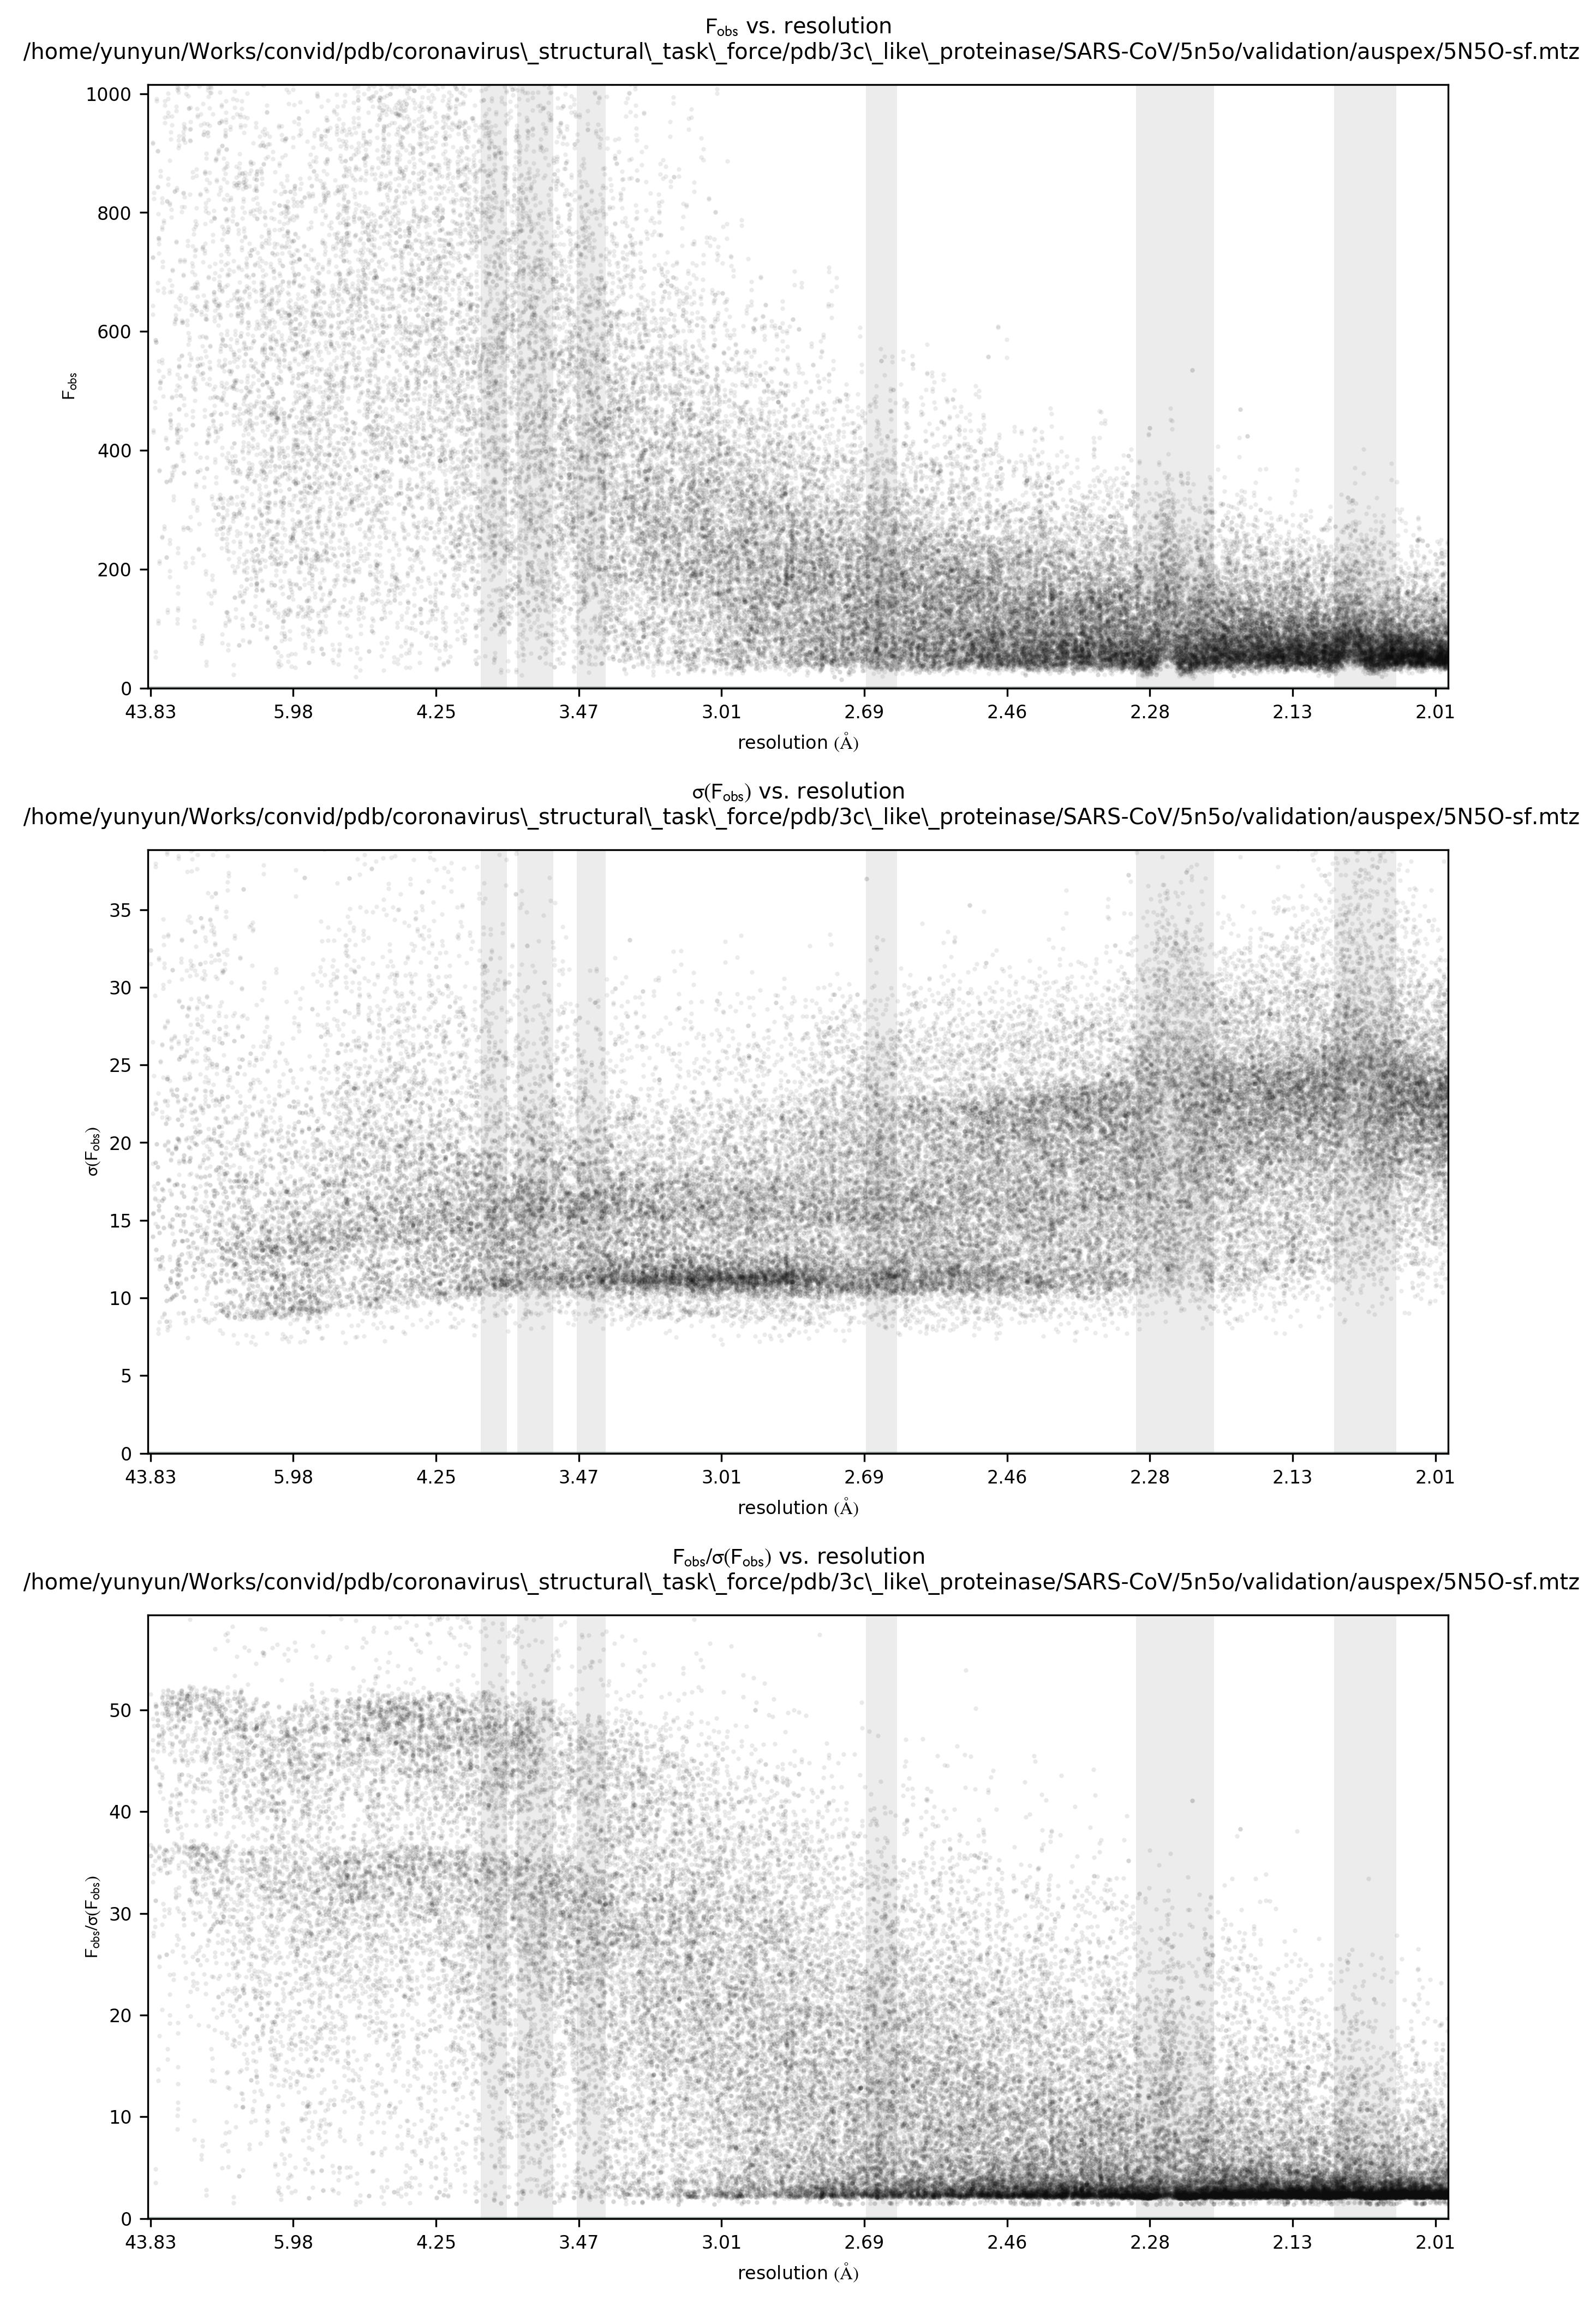 Fobs vs. resolution
/home/yunyun/Works/convid/pdb/coronavirus\_structural\_task\_force/pdb/3c\_like\_proteinase/SARS-CoV/5n5o/validation/auspex/5N5O-sf.mtz
1000
800
600
400
200
0
Fobs
43.83 5.98 4.25 3.47 3.01 2.69 2.46 2.28 2.13 2.01
resolution (Å)
σ(Fobs) vs. resolution
/home/yunyun/Works/convid/pdb/coronavirus\_structural\_task\_force/pdb/3c\_like\_proteinase/SARS-CoV/5n5o/validation/auspex/5N5O-sf.mtz
35
30
25
20
15
10
5
0
σ(Fobs)
43.83 5.98 4.25 3.47 3.01 2.69 2.46 2.28 2.13 2.01
resolution (Å)
Fobs/σ(Fobs) vs. resolution
/home/yunyun/Works/convid/pdb/coronavirus\_structural\_task\_force/pdb/3c\_like\_proteinase/SARS-CoV/5n5o/validation/auspex/5N5O-sf.mtz
50
40
30
20
10
0
Fobs/σ(Fobs)
43.83 5.98 4.25 3.47 3.01 2.69 2.46 2.28 2.13 2.01
resolution (Å)